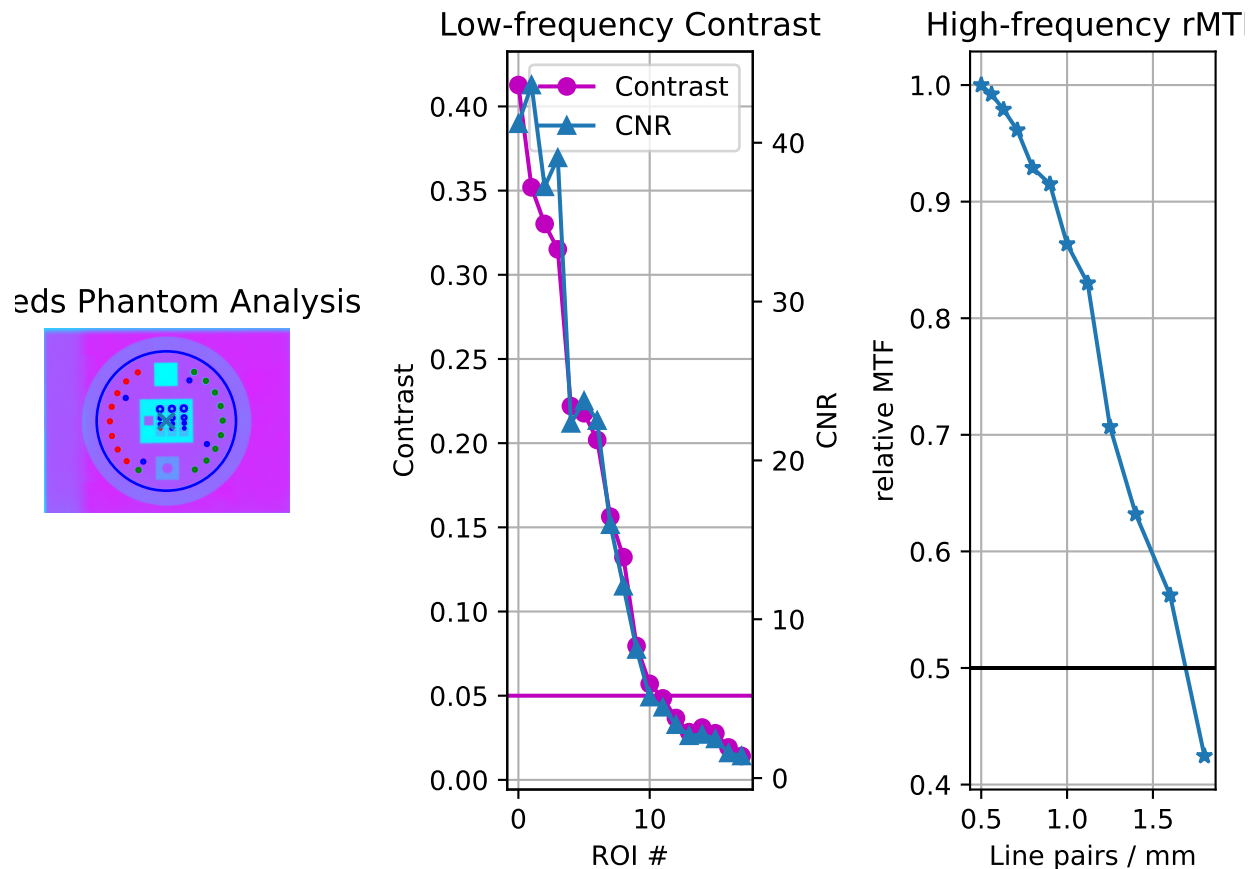 eds Phantom Analysis
Low-frequency Contrast
Contrast
CNR
0.40
0.35
0.30
0.25
0.20
0.15
0.10
0.05
0.00
Contrast
0
10
ROI #
40
30
20
10
0
CNR
High-frequency rMT
1.0
0.9
0.8
0.7
0.6
0.5
0.4
relative MTF
0.5
1.0
1.5
Line pairs / mm